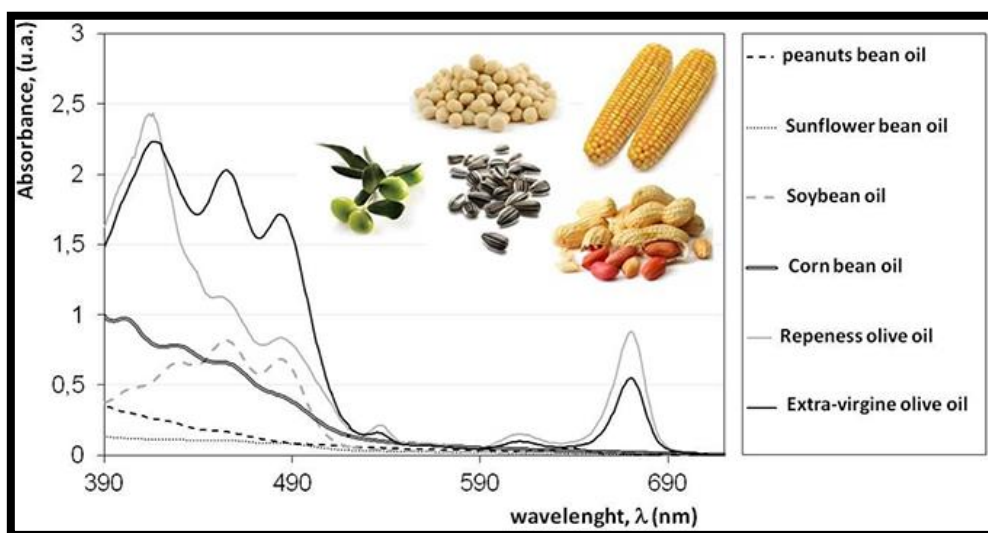 3
2,5
2
1,5
1
0,5
0
Absorbance, (u.a.)
390
490
590
690
wavelenght, λ (nm)
peanuts bean oil
Sunflower bean oil
Soybean oil
Corn bean oil
Repeness olive oil
Extra-virgine olive oil